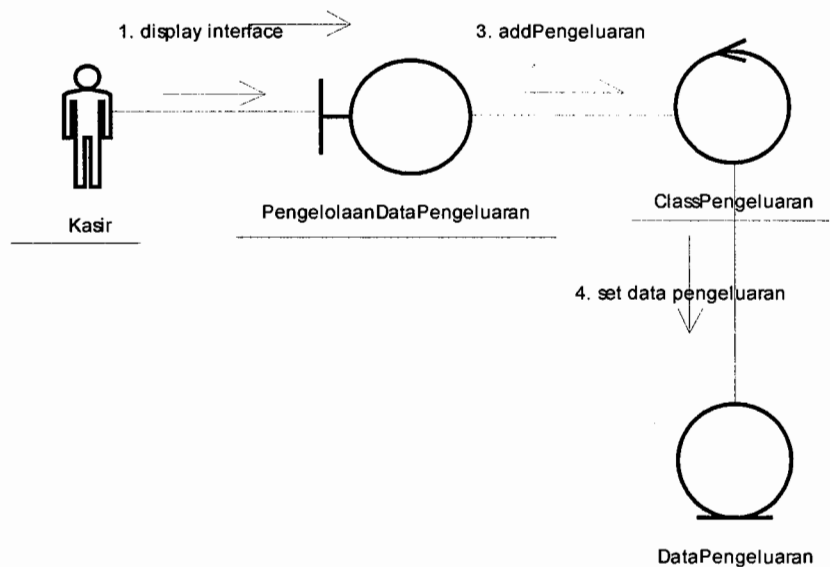 1. display interface
3. addPengeluaran
Kasir
PengelolaanDataPengeluaran
ClassPengeluaran
4. set data pengeluaran
DataPengeluaran